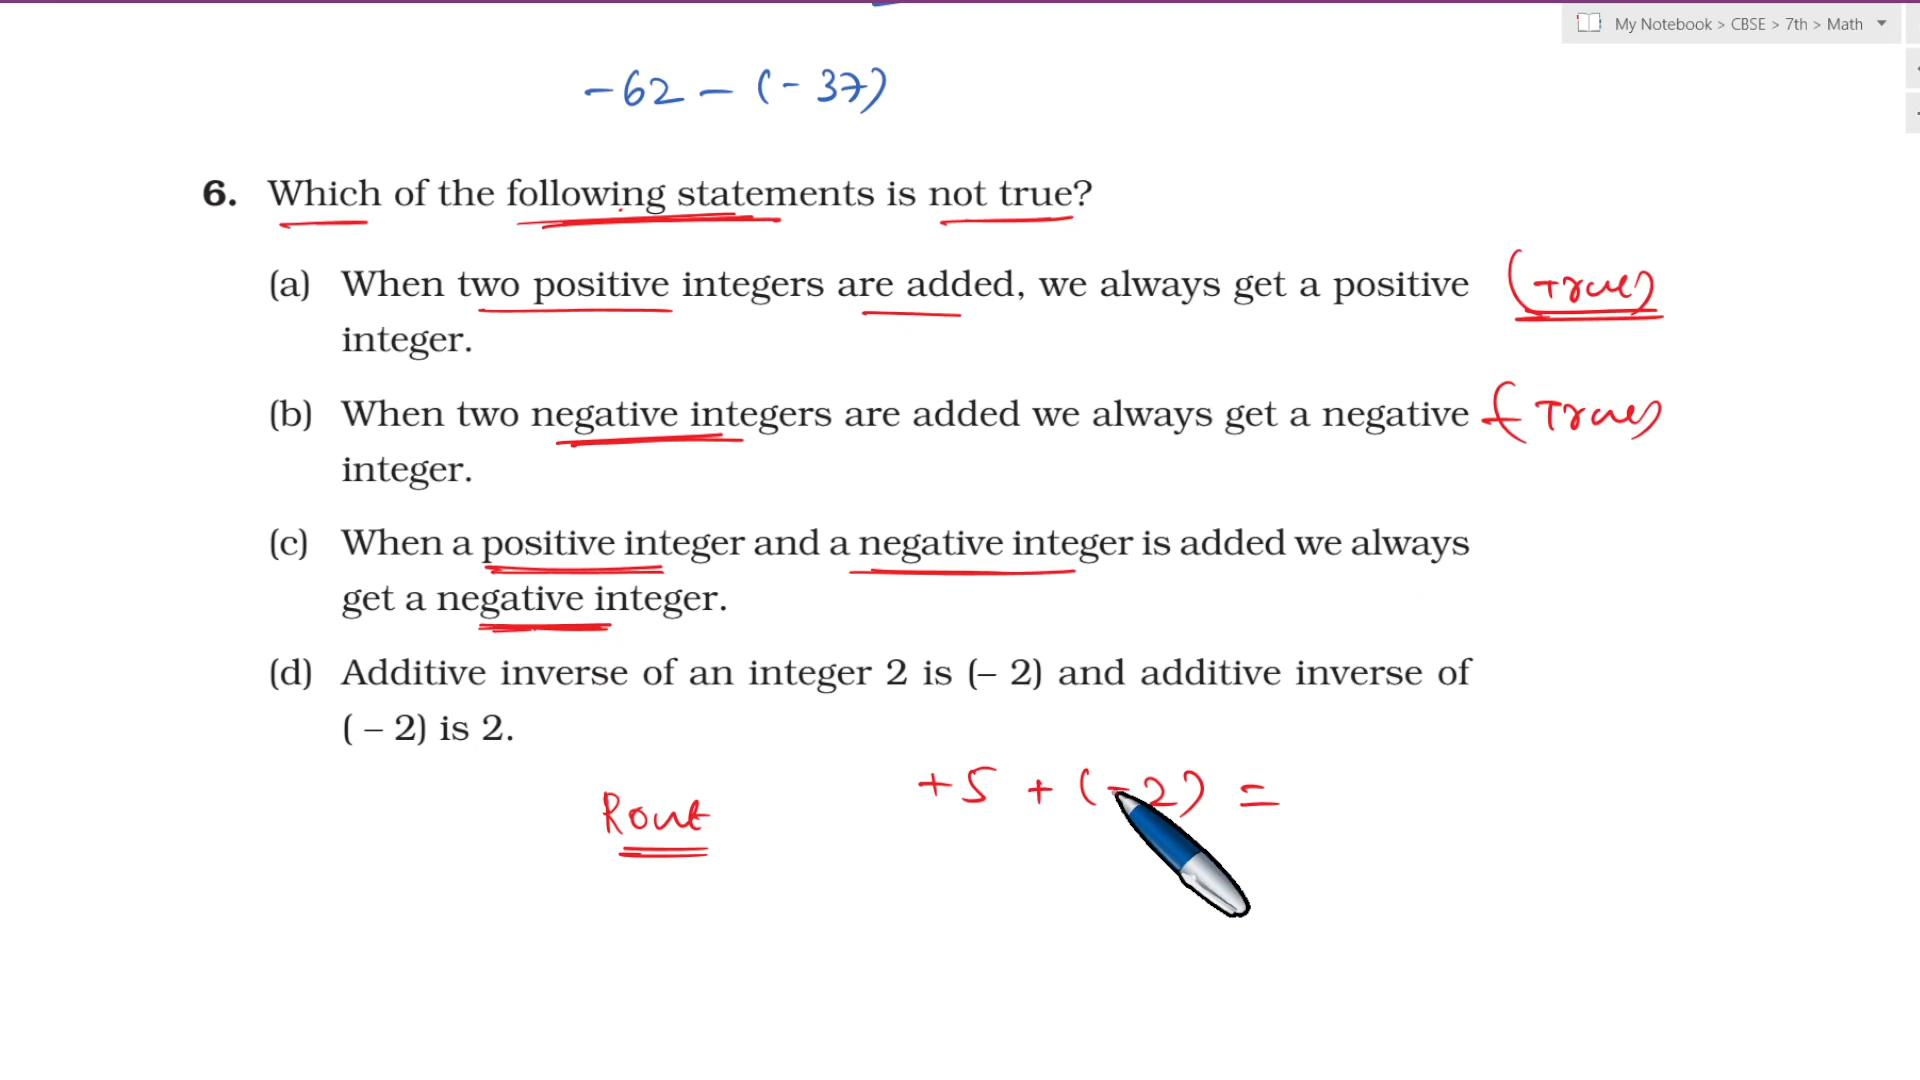 My Notebook > CBSE > 7th > Math
-62 - (- 37)
6. Which of the following statements is not true?
(a) When two positive integers are added, we always get a positive (True)
integer.
(b) When two negative integers are added we always get a negative (True)
integer.
(c) When a positive integer and a negative integer is added we always
get a negative integer.
(d) Additive inverse of an integer 2 is (– 2) and additive inverse of
( – 2) is 2.
+5 + (-2) =